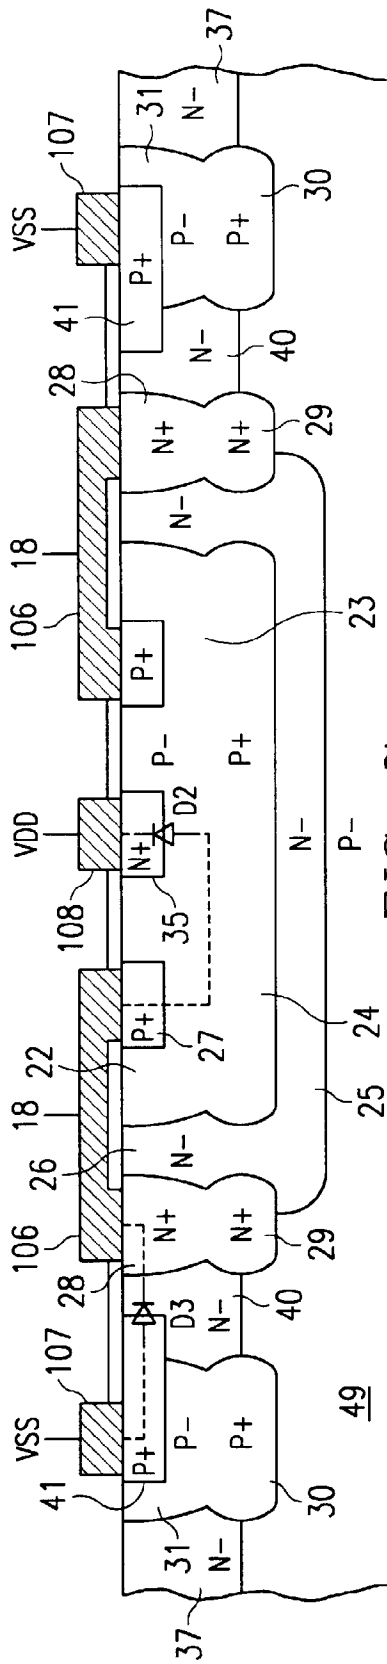 VSS 106 18 VDD 106 18 VSS 37
107 108 107
41 28 26 22 28 41 31
P+ P+ N+ P+ P+
27 35 D2
D3
31 P- N+ N- P- N- N+ N- P- N-
37 N- P+ N- N+ P+ N+ P+
30 40 29 24 23 29 40 30
25 N-
49 P-